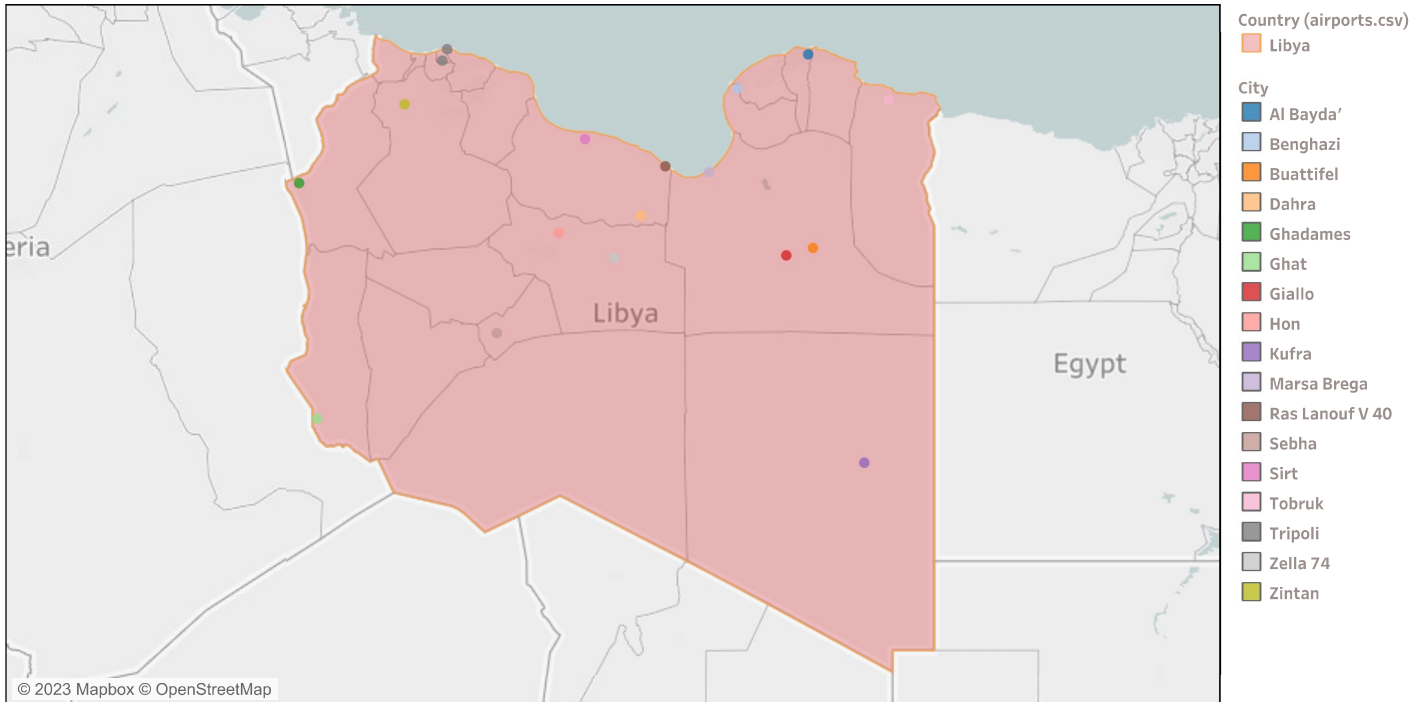 eria
Libya
Egypt
© 2023 Mapbox © OpenStreetMap
Country (airports.csv)
Libya
City
Al Bayda’
Benghazi
Buattifel
Dahra
Ghadames
Ghat
Giallo
Hon
Kufra
Marsa Brega
Ras Lanouf V 40
Sebha
Sirt
Tobruk
Tripoli
Zella 74
Zintan